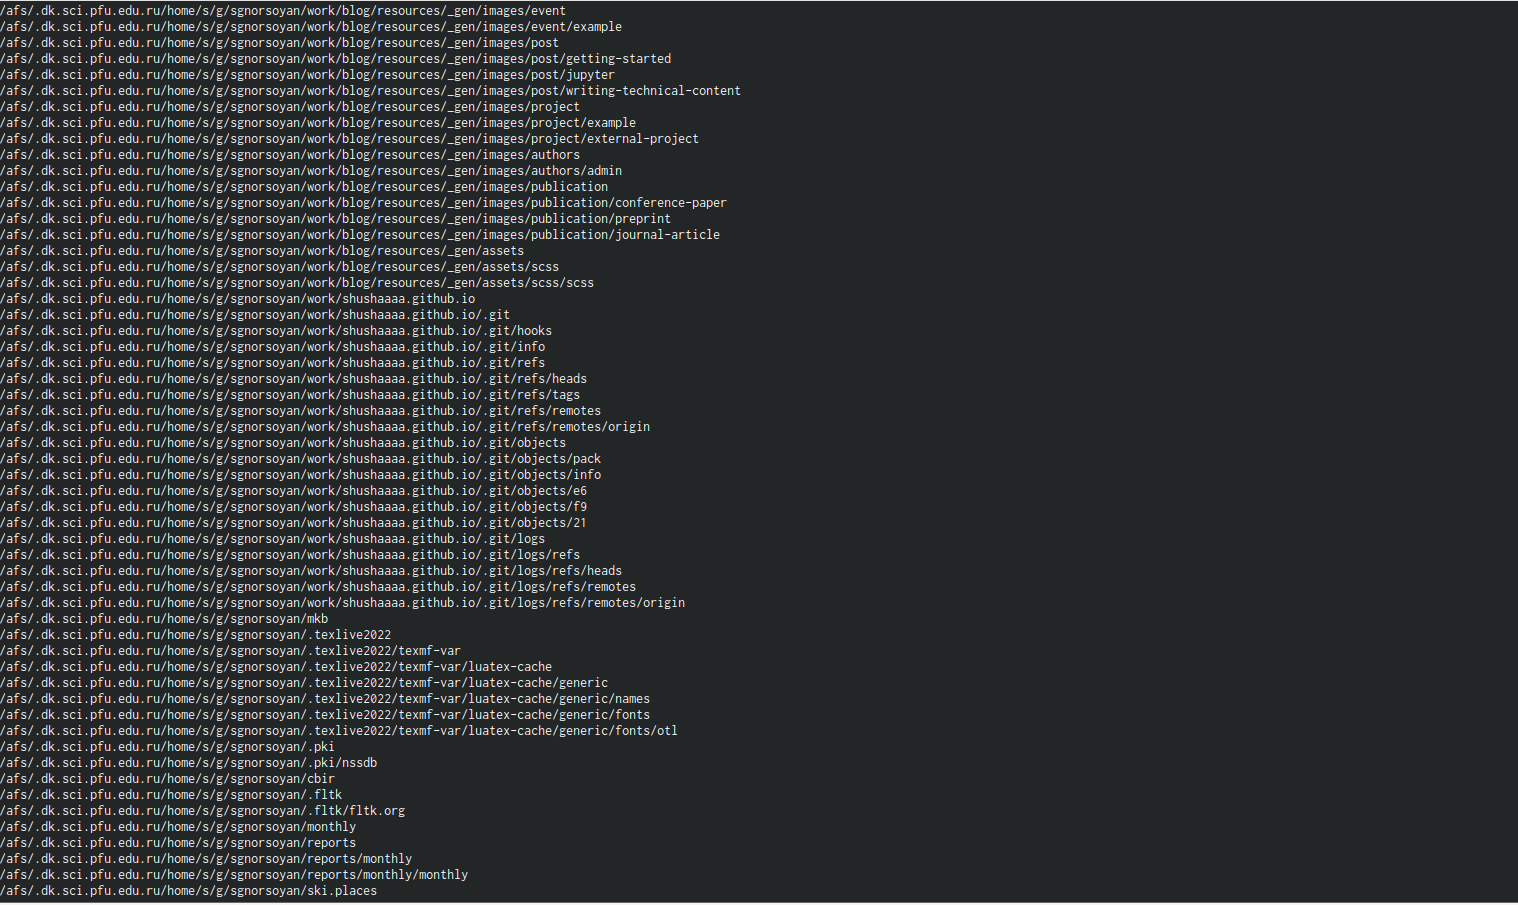 /afs/.dk.sci.pfu.edu.ru/home/s/g/sgnorsoyan/work/blog/resources/_gen/images/event
/afs/.dk.sci.pfu.edu.ru/home/s/g/sgnorsoyan/work/blog/resources/_gen/images/event/example
/afs/.dk.sci.pfu.edu.ru/home/s/g/sgnorsoyan/work/blog/resources/_gen/images/post
/afs/.dk.sci.pfu.edu.ru/home/s/g/sgnorsoyan/work/blog/resources/_gen/images/post/getting-started
/afs/.dk.sci.pfu.edu.ru/home/s/g/sgnorsoyan/work/blog/resources/_gen/images/post/jupyter
/afs/.dk.sci.pfu.edu.ru/home/s/g/sgnorsoyan/work/blog/resources/_gen/images/post/writing-technical-content
/afs/.dk.sci.pfu.edu.ru/home/s/g/sgnorsoyan/work/blog/resources/_gen/images/project
/afs/.dk.sci.pfu.edu.ru/home/s/g/sgnorsoyan/work/blog/resources/_gen/images/project/example
/afs/.dk.sci.pfu.edu.ru/home/s/g/sgnorsoyan/work/blog/resources/_gen/images/project/external-project
/afs/.dk.sci.pfu.edu.ru/home/s/g/sgnorsoyan/work/blog/resources/_gen/images/authors
/afs/.dk.sci.pfu.edu.ru/home/s/g/sgnorsoyan/work/blog/resources/_gen/images/authors/admin
/afs/.dk.sci.pfu.edu.ru/home/s/g/sgnorsoyan/work/blog/resources/_gen/images/publication
/afs/.dk.sci.pfu.edu.ru/home/s/g/sgnorsoyan/work/blog/resources/_gen/images/publication/conference-paper
/afs/.dk.sci.pfu.edu.ru/home/s/g/sgnorsoyan/work/blog/resources/_gen/images/publication/preprint
/afs/.dk.sci.pfu.edu.ru/home/s/g/sgnorsoyan/work/blog/resources/_gen/images/publication/journal-article
/afs/.dk.sci.pfu.edu.ru/home/s/g/sgnorsoyan/work/blog/resources/_gen/assets
/afs/.dk.sci.pfu.edu.ru/home/s/g/sgnorsoyan/work/blog/resources/_gen/assets/scss
/afs/.dk.sci.pfu.edu.ru/home/s/g/sgnorsoyan/work/blog/resources/_gen/assets/scss/scss
/afs/.dk.sci.pfu.edu.ru/home/s/g/sgnorsoyan/work/shushaaaa.github.io
/afs/.dk.sci.pfu.edu.ru/home/s/g/sgnorsoyan/work/shushaaaa.github.io/.git
/afs/.dk.sci.pfu.edu.ru/home/s/g/sgnorsoyan/work/shushaaaa.github.io/.git/hooks
/afs/.dk.sci.pfu.edu.ru/home/s/g/sgnorsoyan/work/shushaaaa.github.io/.git/info
/afs/.dk.sci.pfu.edu.ru/home/s/g/sgnorsoyan/work/shushaaaa.github.io/.git/refs
/afs/.dk.sci.pfu.edu.ru/home/s/g/sgnorsoyan/work/shushaaaa.github.io/.git/refs/heads
/afs/.dk.sci.pfu.edu.ru/home/s/g/sgnorsoyan/work/shushaaaa.github.io/.git/refs/tags
/afs/.dk.sci.pfu.edu.ru/home/s/g/sgnorsoyan/work/shushaaaa.github.io/.git/refs/remotes
/afs/.dk.sci.pfu.edu.ru/home/s/g/sgnorsoyan/work/shushaaaa.github.io/.git/refs/remotes/origin
/afs/.dk.sci.pfu.edu.ru/home/s/g/sgnorsoyan/work/shushaaaa.github.io/.git/objects
/afs/.dk.sci.pfu.edu.ru/home/s/g/sgnorsoyan/work/shushaaaa.github.io/.git/objects/pack
/afs/.dk.sci.pfu.edu.ru/home/s/g/sgnorsoyan/work/shushaaaa.github.io/.git/objects/info
/afs/.dk.sci.pfu.edu.ru/home/s/g/sgnorsoyan/work/shushaaaa.github.io/.git/objects/e6
/afs/.dk.sci.pfu.edu.ru/home/s/g/sgnorsoyan/work/shushaaaa.github.io/.git/objects/f9
/afs/.dk.sci.pfu.edu.ru/home/s/g/sgnorsoyan/work/shushaaaa.github.io/.git/objects/21
/afs/.dk.sci.pfu.edu.ru/home/s/g/sgnorsoyan/work/shushaaaa.github.io/.git/logs
/afs/.dk.sci.pfu.edu.ru/home/s/g/sgnorsoyan/work/shushaaaa.github.io/.git/logs/refs
/afs/.dk.sci.pfu.edu.ru/home/s/g/sgnorsoyan/work/shushaaaa.github.io/.git/logs/refs/heads
/afs/.dk.sci.pfu.edu.ru/home/s/g/sgnorsoyan/work/shushaaaa.github.io/.git/logs/refs/remotes
/afs/.dk.sci.pfu.edu.ru/home/s/g/sgnorsoyan/work/shushaaaa.github.io/.git/logs/refs/remotes/origin
/afs/.dk.sci.pfu.edu.ru/home/s/g/sgnorsoyan/mkb
/afs/.dk.sci.pfu.edu.ru/home/s/g/sgnorsoyan/.texlive2022
/afs/.dk.sci.pfu.edu.ru/home/s/g/sgnorsoyan/.texlive2022/texmf-var
/afs/.dk.sci.pfu.edu.ru/home/s/g/sgnorsoyan/.texlive2022/texmf-var/luatex-cache
/afs/.dk.sci.pfu.edu.ru/home/s/g/sgnorsoyan/.texlive2022/texmf-var/luatex-cache/generic
/afs/.dk.sci.pfu.edu.ru/home/s/g/sgnorsoyan/.texlive2022/texmf-var/luatex-cache/generic/names
/afs/.dk.sci.pfu.edu.ru/home/s/g/sgnorsoyan/.texlive2022/texmf-var/luatex-cache/generic/fonts
/afs/.dk.sci.pfu.edu.ru/home/s/g/sgnorsoyan/.texlive2022/texmf-var/luatex-cache/generic/fonts/otl
/afs/.dk.sci.pfu.edu.ru/home/s/g/sgnorsoyan/.pki
/afs/.dk.sci.pfu.edu.ru/home/s/g/sgnorsoyan/.pki/nssdb
/afs/.dk.sci.pfu.edu.ru/home/s/g/sgnorsoyan/cbir
/afs/.dk.sci.pfu.edu.ru/home/s/g/sgnorsoyan/.fltk
/afs/.dk.sci.pfu.edu.ru/home/s/g/sgnorsoyan/.fltk/fltk.org
/afs/.dk.sci.pfu.edu.ru/home/s/g/sgnorsoyan/monthly
/afs/.dk.sci.pfu.edu.ru/home/s/g/sgnorsoyan/reports
/afs/.dk.sci.pfu.edu.ru/home/s/g/sgnorsoyan/reports/monthly
/afs/.dk.sci.pfu.edu.ru/home/s/g/sgnorsoyan/reports/monthly/monthly
/afs/.dk.sci.pfu.edu.ru/home/s/g/sgnorsoyan/ski.places